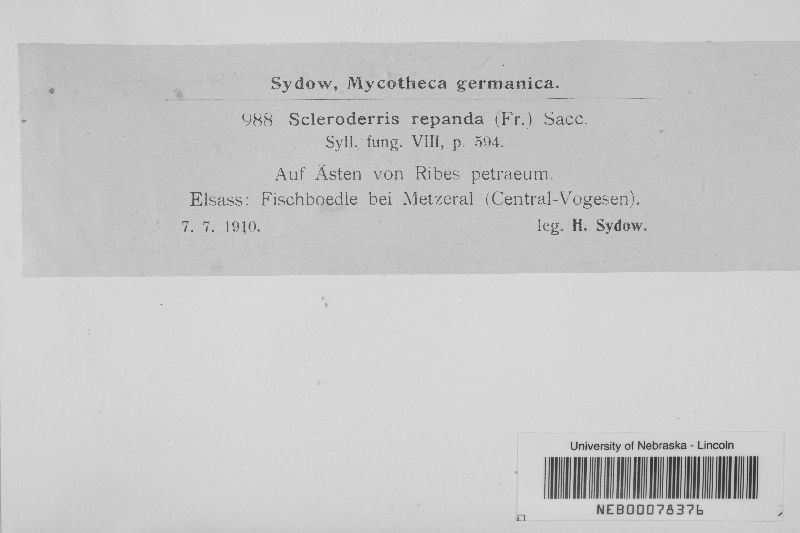 Sydow, Mycotheca germanica.
988. Scleroderris repanda (Fr.) Sacc.
Syll. fung. VIII, p. 594.
Auf Ästen von Ribes petraeum.
Elsass: Fischboedle bei Metzeral (Central-Vogesen).
7. 7. 1910. leg. H. Sydow.
University of Nebraska - Lincoln
NEB00078376